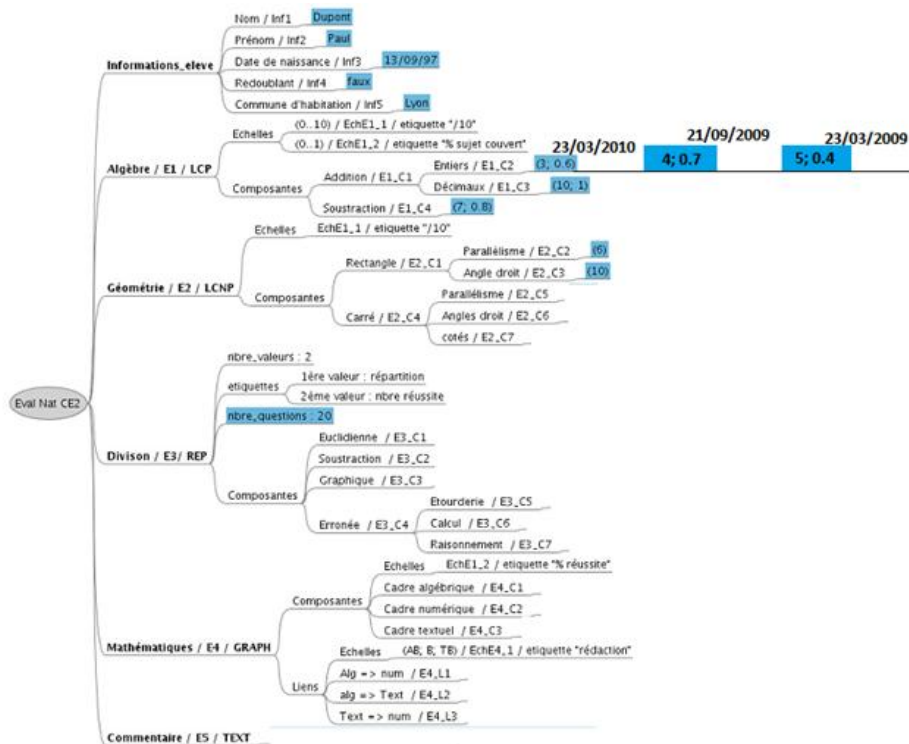 Eval Nat CE2
Informations_eleve
Nom / Inf1 Dupont
Prénom / Inf2 Paul
Date de naissance / Inf3 13/09/97
Redoublant / Inf4 faux
Commune d'habitation / Inf5 Lyon
Algèbre / E1 / LCP
Echelles
(0..10) / EchE1_1 / etiquette "/10"
(0..1) / EchE1_2 / etiquette "% sujet couvert"
Composantes
Addition / E1_C1
Entiers / E1_C2 (3; 0.6)
Décimaux / E1_C3 (10; 1)
Soustraction / E1_C4 (7; 0.8)
23/03/2010
21/09/2009
4; 0.7
23/03/2009
5; 0.4
Géométrie / E2 / LCNP
Echelles EchE1_1 / etiquette "/10"
Composantes
Rectangle / E2_C1
Parallélisme / E2_C2 (6)
Angle droit / E2_C3 (10)
Carré / E2_C4
Parallélisme / E2_C5
Angles droit / E2_C6
cotés / E2_C7
Divison / E3/ REP
nbre_valeurs : 2
etiquettes
1ère valeur : répartition
2ème valeur : nbre réussite
nbre_questions : 20
Composantes
Euclidienne / E3_C1
Soustraction / E3_C2
Graphique / E3_C3
Erronée / E3_C4
Etourderie / E3_C5
Calcul / E3_C6
Raisonnement / E3_C7
Mathématiques / E4 / GRAPH
Composantes
Echelles EchE1_2 / etiquette "% réussite"
Cadre algébrique / E4_C1
Cadre numérique / E4_C2
Cadre textuel / E4_C3
Liens
Echelles (AB; B; TB) / EchE4_1 / etiquette "rédaction"
Alg => num / E4_L1
alg => Text / E4_L2
Text => num / E4_L3
Commentaire / E5 / TEXT